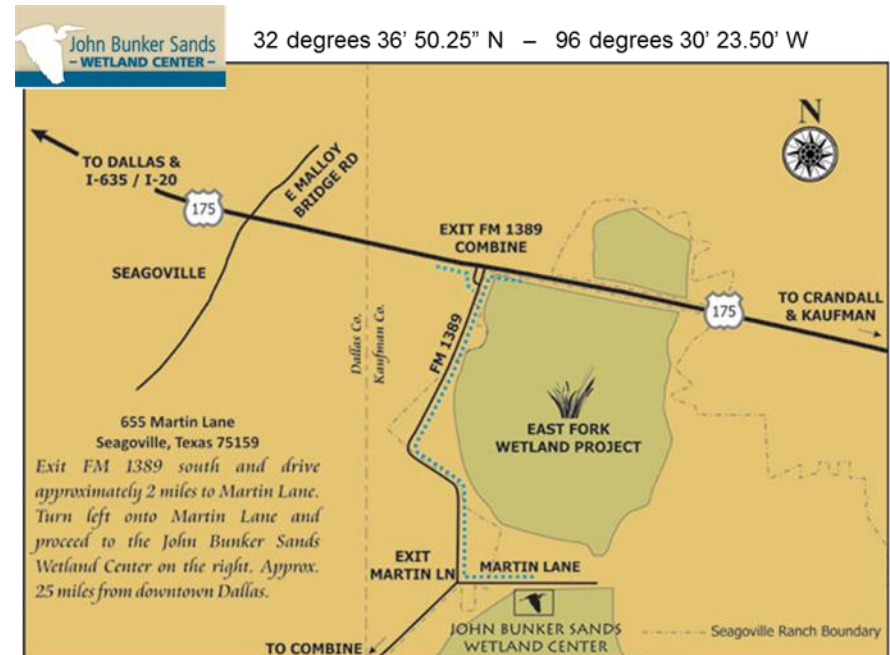 John Bunker Sands
– WETLAND CENTER –
32 degrees 36’ 50.25” N – 96 degrees 30’ 23.50’ W
N
TO DALLAS &
I-635 / I-20
175
E MALLOY
BRIDGE RD
SEAGOVILLE
EXIT FM 1389
COMBINE
TO CRANDALL
& KAUFMAN
175
Dallas Co.
Kaufman Co.
FM 1389
EAST FORK
WETLAND PROJECT
655 Martin Lane
Seagoville, Texas 75159
Exit FM 1389 south and drive
approximately 2 miles to Martin Lane.
Turn left onto Martin Lane and
proceed to the John Bunker Sands
Wetland Center on the right. Approx.
25 miles from downtown Dallas.
EXIT
MARTIN LN
MARTIN LANE
JOHN BUNKER SANDS
WETLAND CENTER
TO COMBINE
Seagoville Ranch Boundary